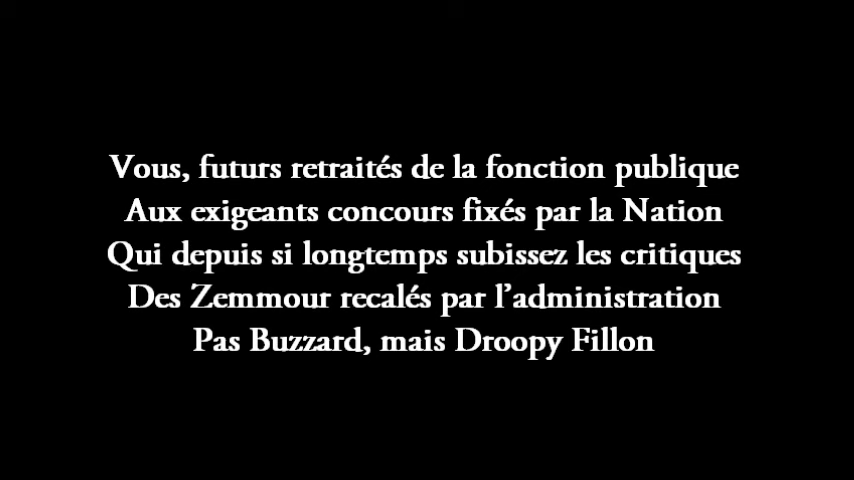 Vous, futurs retraités de la fonction publique
Aux exigeants concours fixés par la Nation
Qui depuis si longtemps subissez les critiques
Des Zemmour recalés par l’administration
Pas Buzzard, mais Droopy Fillon